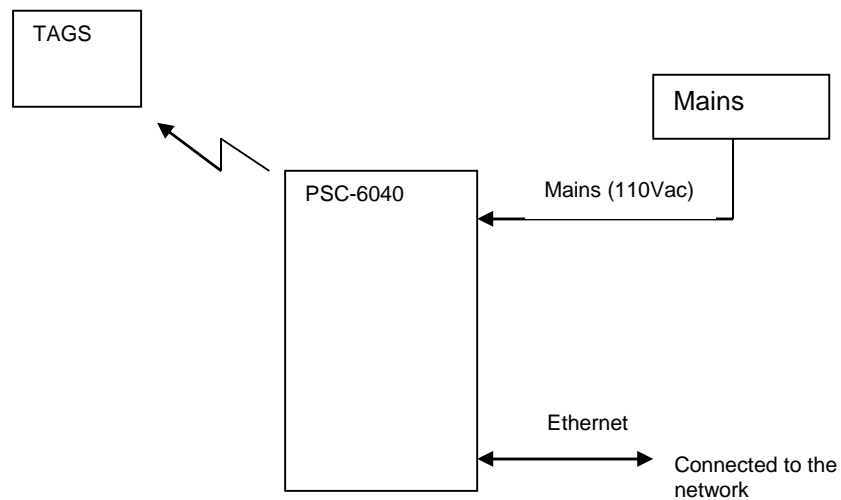 TAGS
Mains
PSC-6040
Mains (110Vac)
Ethernet
Connected to the
network